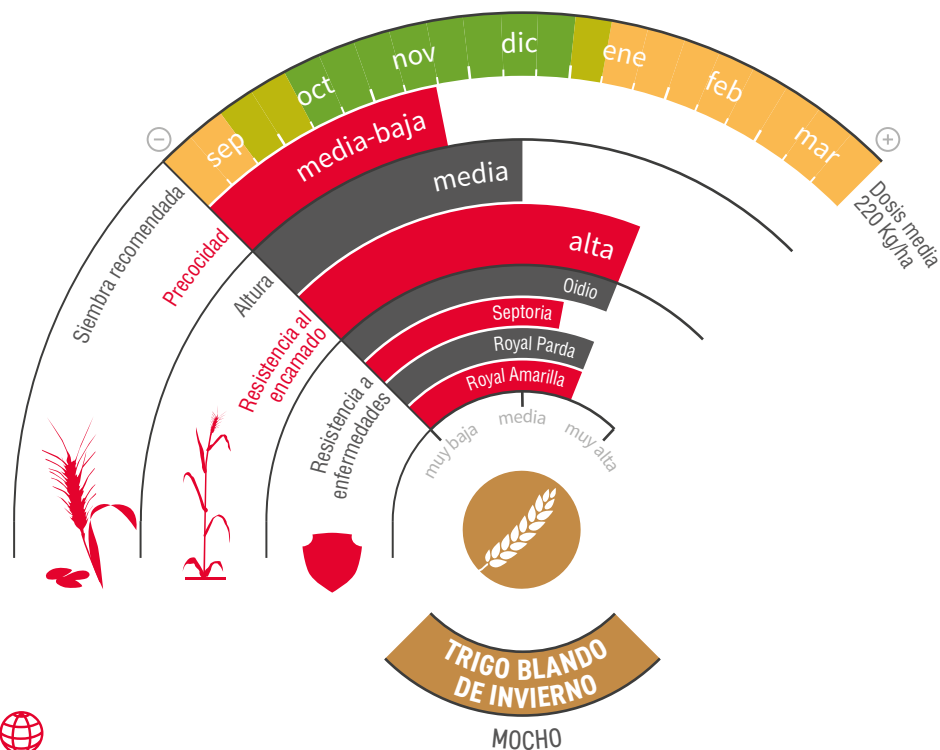 sep
oct
nov
dic
ene
feb
mar
−
+
Dosis media
220 Kg/ha
Siembra recomendada
Precocidad
media-baja
Altura
media
Resistencia al
encamado
alta
Resistencia a
enfermedades
Oidio
Septoria
Royal Parda
Royal Amarilla
muy baja
media
muy alta
TRIGO BLANDO
DE INVIERNO
MOCHO